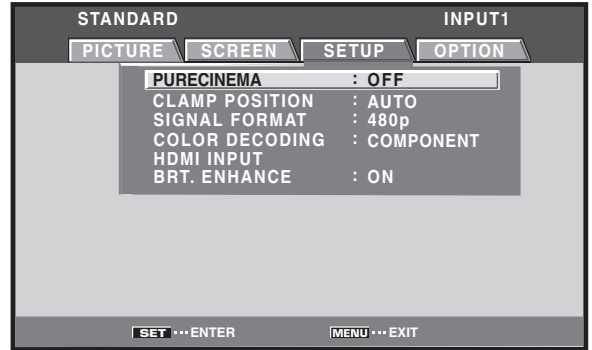 STANDARD INPUT1
PICTURE SCREEN SETUP OPTION
PURECINEMA : OFF
CLAMP POSITION : AUTO
SIGNAL FORMAT : 480p
COLOR DECODING : COMPONENT
HDMI INPUT
BRT. ENHANCE : ON
SET ··· ENTER MENU ··· EXIT